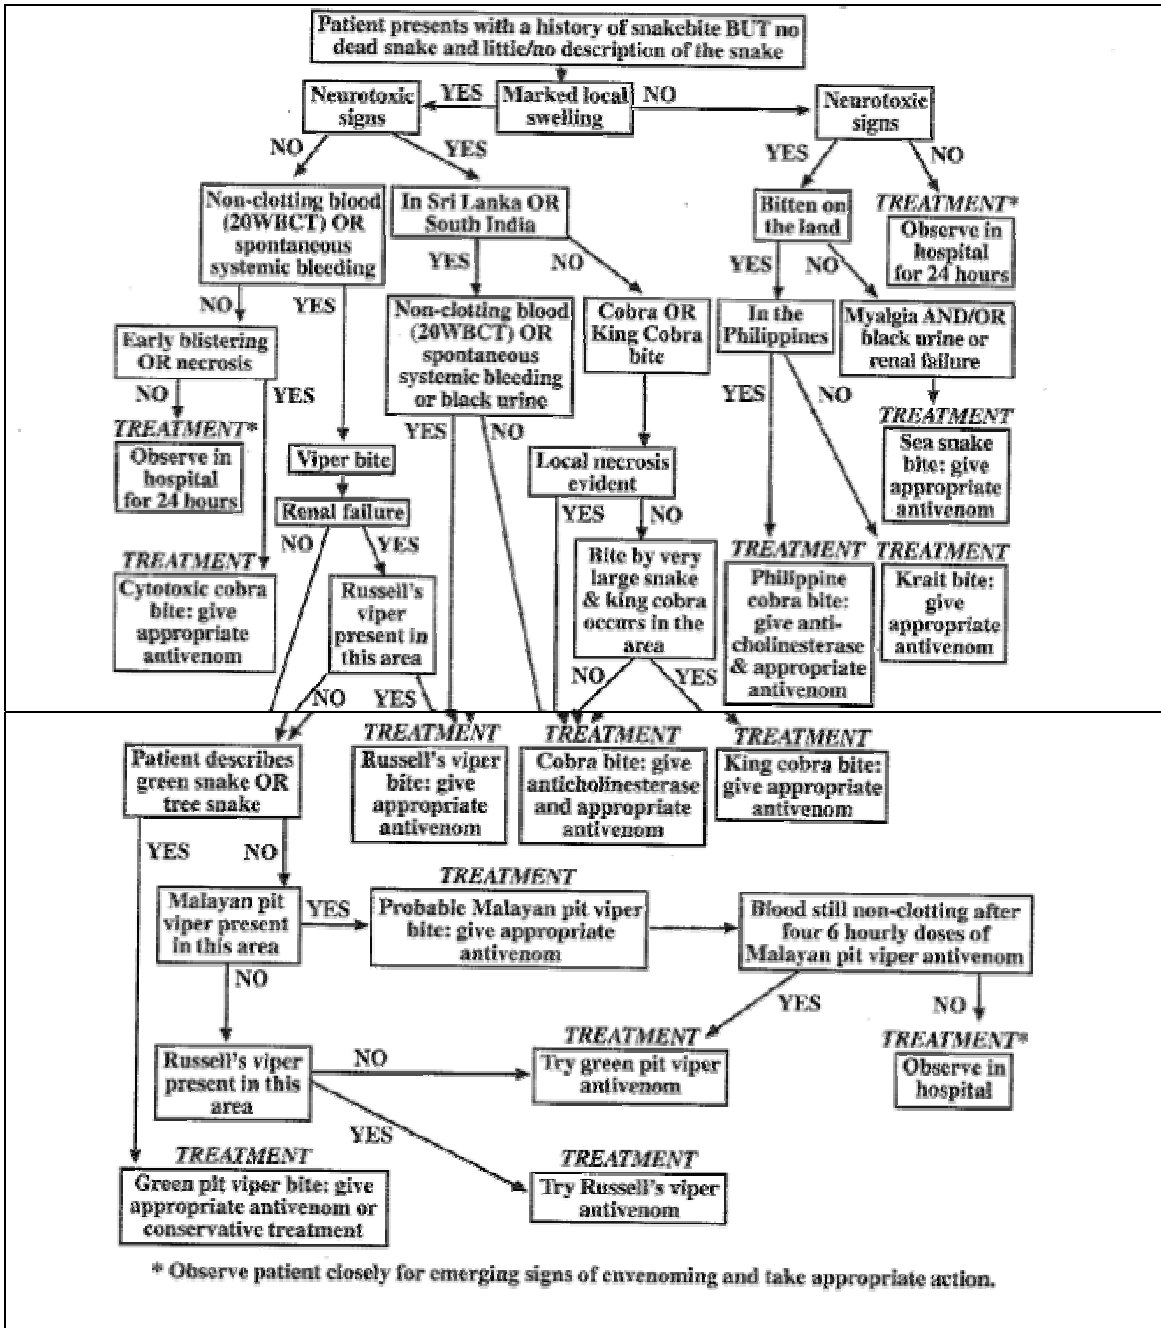 Patient presents with a history of snakebite BUT no
dead snake and little/no description of the snake
Neurotoxic
signs
YES
Marked local
swelling
NO
Neurotoxic
signs
NO
YES
YES
NO
Non-clotting blood
(20WBCT) OR
spontaneous
systemic bleeding
In Sri Lanka OR
South India
Bitten on
the land
TREATMENT*
Observe in
hospital
for 24 hours
NO
YES
YES
NO
YES
NO
Early blistering
OR necrosis
Non-clotting blood
(20WBCT) OR
spontaneous
systemic bleeding
or black urine
Cobra OR
King Cobra
bite
In the
Philippines
Myalgia AND/OR
black urine or
renal failure
NO
YES
YES
NO
YES
NO
TREATMENT*
Observe in
hospital
for 24 hours
Viper bite
Local necrosis
evident
TREATMENT
Sea snake
bite: give
appropriate
antivenom
Renal failure
YES
NO
NO
YES
TREATMENT
Cytotoxic cobra
bite: give
appropriate
antivenom
Russell's
viper
present in
this area
Bite by very
large snake
& king cobra
occurs in the
area
TREATMENT
Philippine
cobra bite:
give anti-
cholinesterase
& appropriate
antivenom
TREATMENT
Krait bite:
give
appropriate
antivenom
NO
YES
NO
YES
Patient describes
green snake OR
tree snake
TREATMENT
Russell's viper
bite: give
appropriate
antivenom
TREATMENT
Cobra bite: give
anticholinesterase
and appropriate
antivenom
TREATMENT
King cobra bite:
give appropriate
antivenom
YES
NO
Malayan pit
viper present
in this area
YES
TREATMENT
Probable Malayan pit viper
bite: give appropriate
antivenom
Blood still non-clotting after
four 6 hourly doses of
Malayan pit viper antivenom
NO
YES
NO
Russell's viper
present in this
area
NO
TREATMENT
Try green pit viper
antivenom
TREATMENT*
Observe in
hospital
YES
TREATMENT
Green pit viper bite: give
appropriate antivenom or
conservative treatment
TREATMENT
Try Russell's viper
antivenom
* Observe patient closely for emerging signs of envenoming and take appropriate action.